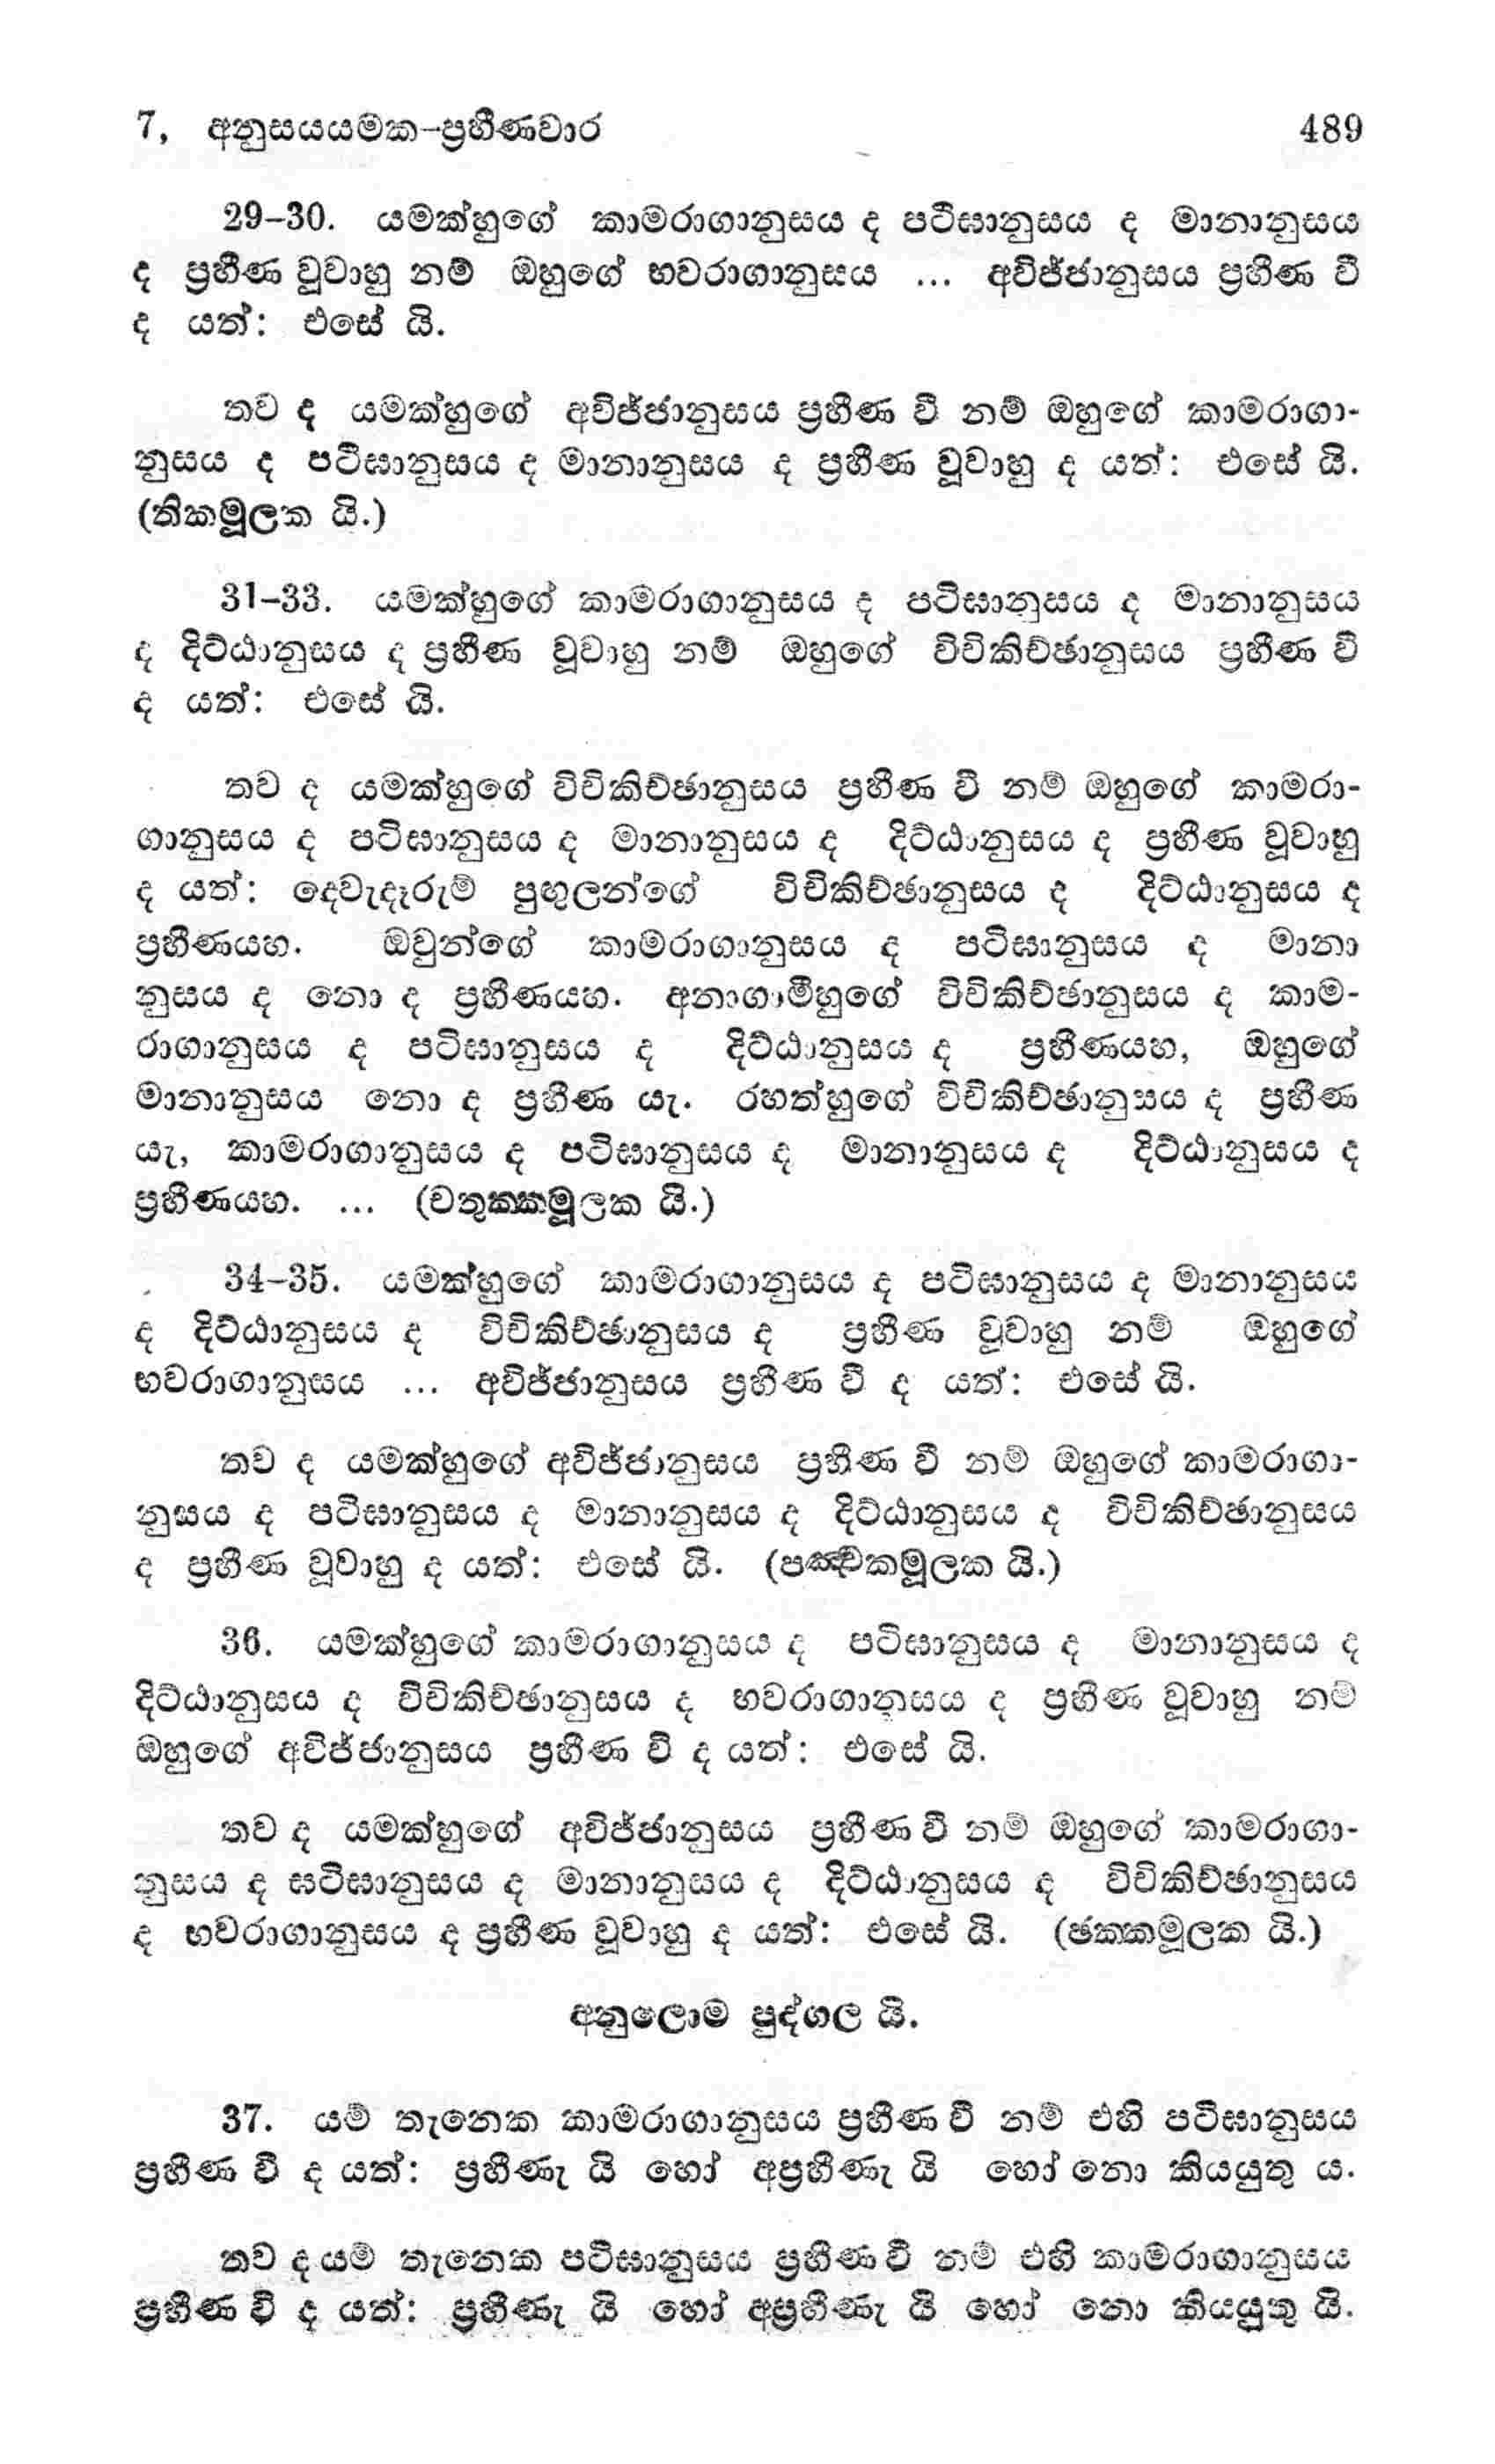 7, අනුසයයමක-ප්‍රහීණවාර 489
29-30. යමක්හුගේ කාමරාගානුසය ද පටිඝානුසය ද මානානුසය
ද ප්‍රහීණ වූවාහු නම් ඔහුගේ භවරාගානුසය ... අවිජ්ජානුසය ප්‍රහීණ වී
ද යත්: එසේ යි.
තව ද යමක්හුගේ අවිජ්ජානුසය ප්‍රහීණ වී නම් ඔහුගේ කාමරාගා-
නුසය ද පටිඝානුසය ද මානානුසය ද ප්‍රහීණ වූවාහු ද යත්: එසේ යි.
(තිකමූලක යි.)
31-33. යමක්හුගේ කාමරාගානුසය ද පටිඝානුසය ද මානානුසය
ද දිට්ඨානුසය ද ප්‍රහීණ වූවාහු නම් ඔහුගේ විචිකිච්ඡානුසය ප්‍රහීණ වී
ද යත්: එසේ යි.
තව ද යමක්හුගේ විචිකිච්ඡානුසය ප්‍රහීණ වී නම් ඔහුගේ කාමරා-
ගානුසය ද පටිඝානුසය ද මානානුසය ද දිට්ඨානුසය ද ප්‍රහීණ වූවාහු
ද යත්: දෙවැදෑරුම් පුඟුලන්ගේ විචිකිච්ඡානුසය ද දිට්ඨානුසය ද
ප්‍රහීණයහ. ඔවුන්ගේ කාමරාගානුසය ද පටිඝානුසය ද මානා
නුසය ද නො ද ප්‍රහීණයහ. අනාගාමීහුගේ විචිකිච්ඡානුසය ද කාම-
රාගානුසය ද පටිඝානුසය ද දිට්ඨානුසය ද ප්‍රහීණයහ, ඔහුගේ
මානානුසය නො ද ප්‍රහීණ යැ. රහත්හුගේ විචිකිච්ඡානුසය ද ප්‍රහීණ
යැ, කාමරාගානුසය ද පටිඝානුසය ද මානානුසය ද දිට්ඨානුසය ද
ප්‍රහීණයහ. ... (චතුක්කමූලක යි.)
34-35. යමක්හුගේ කාමරාගානුසය ද පටිඝානුසය ද මානානුසය
ද දිට්ඨානුසය ද විචිකිච්ඡානුසය ද ප්‍රහීණ වූවාහු නම් ඔහුගේ
භවරාගානුසය ... අවිජ්ජානුසය ප්‍රහීණ වී ද යත්: එසේ යි.
තව ද යමක්හුගේ අවිජ්ජානුසය ප්‍රහීණ වී නම් ඔහුගේ කාමරාගා-
නුසය ද පටිඝානුසය ද මානානුසය ද දිට්ඨානුසය ද විචිකිච්ඡානුසය
ද ප්‍රහීණ වූවාහු ද යත්: එසේ යි. (පඤ්චකමූලක යි.)
36. යමක්හුගේ කාමරාගානුසය ද පටිඝානුසය ද මානානුසය ද
දිට්ඨානුසය ද විචිකිච්ඡානුසය ද භවරාගානුසය ද ප්‍රහීණ වූවාහු නම්
ඔහුගේ අවිජ්ජානුසය ප්‍රහීණ වී ද යත්: එසේ යි.
තව ද යමක්හුගේ අවිජ්ජානුසය ප්‍රහීණ වී නම් ඔහුගේ කාමරාගා-
නුසය ද ඝටිඝානුසය ද මානානුසය ද දිට්ඨානුසය ද විචිකිච්ඡානුසය
ද භවරාගානුසය ද ප්‍රහීණ වූවාහු ද යත්: එසේ යි. (ඡක්කමූලක යි.)
අනුලොම පුද්ගල යි.
37. යම් තැනෙක කාමරාගානුසය ප්‍රහීණ වී නම් එහි පටිඝානුසය
ප්‍රහීණ වී ද යත්: ප්‍රහීණැ යි හෝ අප්‍රහීණැ යි හෝ නො කියයුතු ය.
තව ද යම් තැනෙක පටිඝානුසය ප්‍රහීණ වී නම් එහි කාමරාගානුසය
ප්‍රහීණ වී ද යත්: ප්‍රහීණැ යි හෝ අප්‍රහීණැ යි හෝ නො කියයුතු යි.